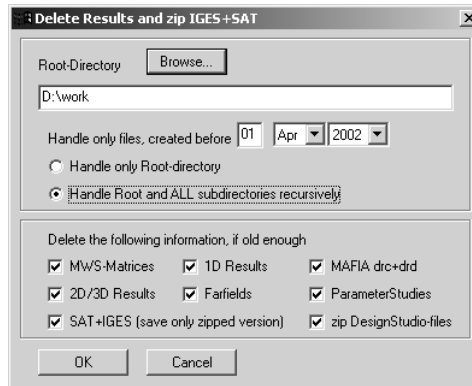 Delete Results and zip IGES+SAT
Root-Directory Browse...
D:\work
Handle only files, created before 01 Apr 2002
Handle only Root-directory
Handle Root and ALL subdirectories recursively
Delete the following information, if old enough
MWS-Matrices 1D Results MAFIA drc+drd
2D/3D Results Farfields ParameterStudies
SAT+IGES (save only zipped version) zip DesignStudio-files
OK Cancel